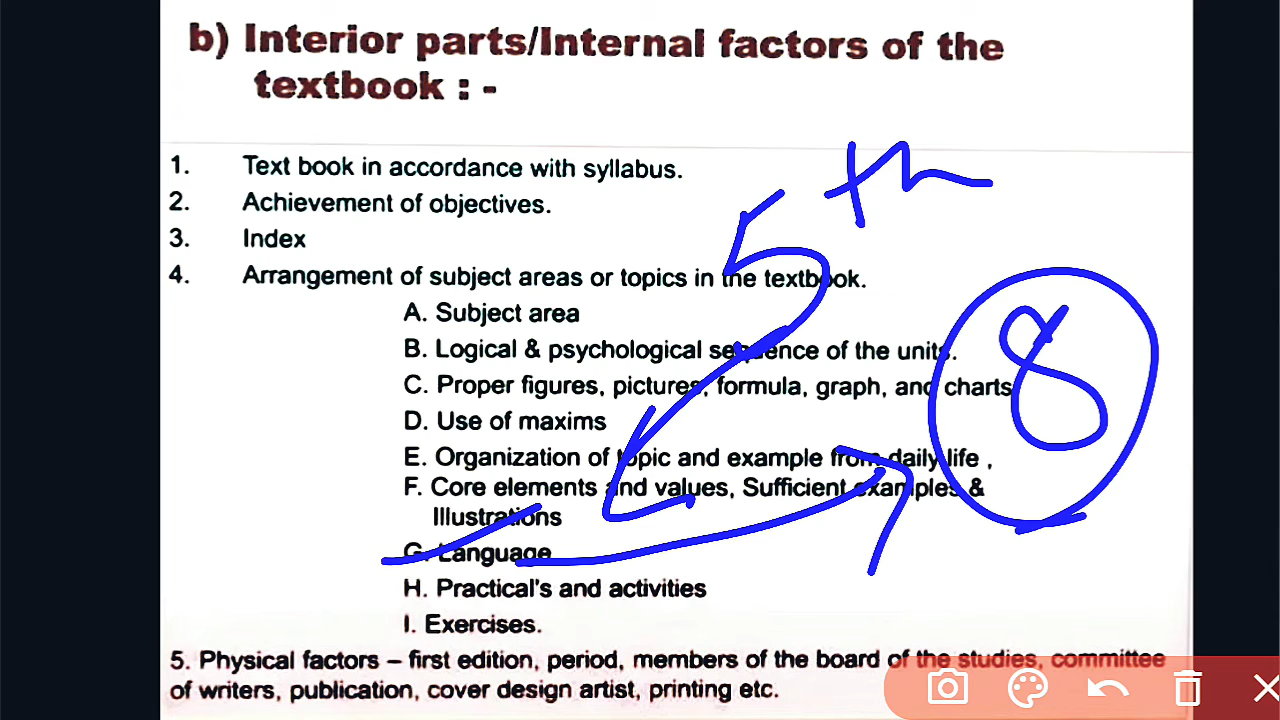 b) Interior parts/Internal factors of the
textbook : -
1. Text book in accordance with syllabus.
2. Achievement of objectives.
3. Index
4. Arrangement of subject areas or topics in the textbook.
A. Subject area
B. Logical & psychological sequence of the units.
C. Proper figures, pictures, formula, graph, and charts
D. Use of maxims
E. Organization of topic and example from daily life ,
F. Core elements and values, Sufficient examples &
Illustrations
G. Language
H. Practical's and activities
I. Exercises.
5. Physical factors – first edition, period, members of the board of the studies, committee
of writers, publication, cover design artist, printing etc.
5th
8